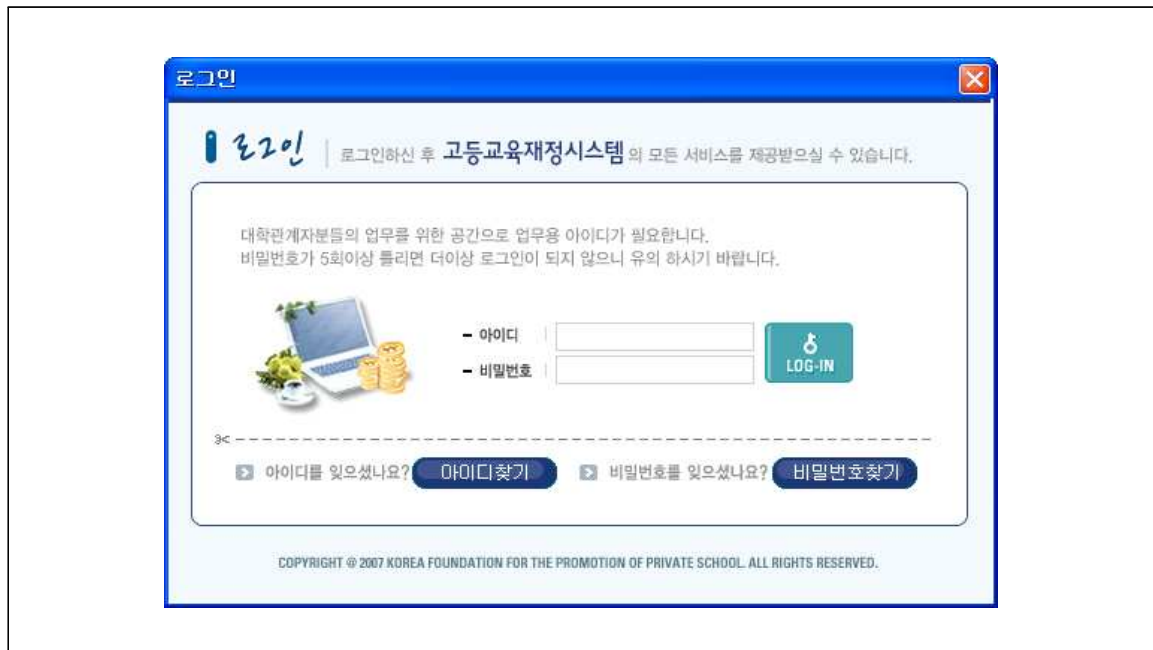 로그인
로그인 로그인하신 후 고등교육재정시스템의 모든 서비스를 제공받으실 수 있습니다.
대학관계자분들의 업무를 위한 공간으로 업무용 아이디가 필요합니다.
비밀번호가 5회이상 틀리면 더이상 로그인이 되지 않으니 유의 하시기 바랍니다.
- 아이디
- 비밀번호
LOG-IN
아이디를 잊으셨나요? 아이디찾기 비밀번호를 잊으셨나요? 비밀번호찾기
COPYRIGHT @ 2007 KOREA FOUNDATION FOR THE PROMOTION OF PRIVATE SCHOOL. ALL RIGHTS RESERVED.